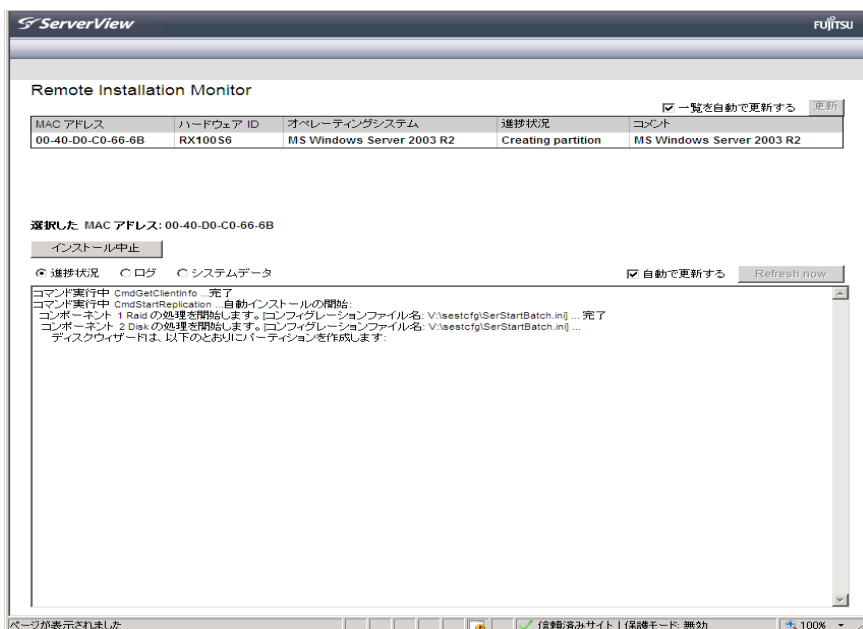 ServerView FUJITSU
Remote Installation Monitor
一覧を自動で更新する 更新
MAC アドレス ハードウェア ID オペレーティングシステム 進捗状況 コメント
00-40-D0-C0-66-6B RX100S6 MS Windows Server 2003 R2 Creating partition MS Windows Server 2003 R2
選択した MAC アドレス: 00-40-D0-C0-66-6B
インストール中止
進捗状況 ログ システムデータ 自動で更新する Refresh now
コマンド実行中 CmdGetClientInfo ...完了
コマンド実行中 CmdStartReplication ...自動インストールの開始:
コンポーネント 1 Raid の処理を開始します。[コンフィグレーションファイル名: V:\sestcfg\SerStartBatch.ini] ... 完了
コンポーネント 2 Disk の処理を開始します。[コンフィグレーションファイル名: V:\sestcfg\SerStartBatch.ini] ...
ディスクウィザードは、以下のとおりにパーティションを作成します:
ページが表示されました 信頼済みサイト | 保護モード: 無効 100%